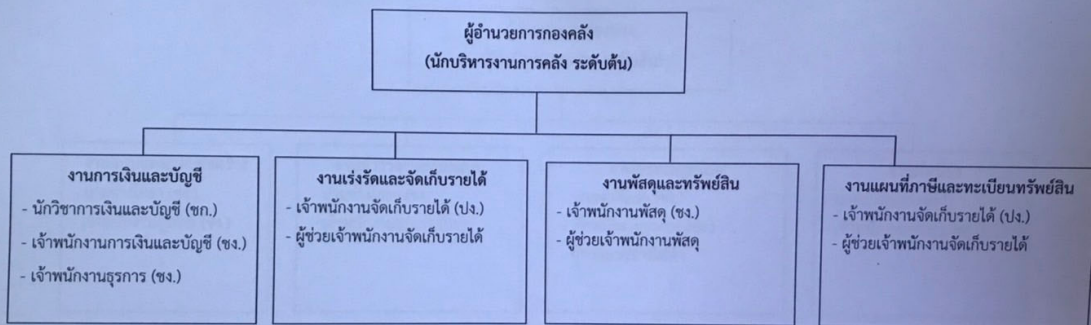 ผู้อำนวยการกองคลัง
(นักบริหารงานการคลัง ระดับต้น)
งานการเงินและบัญชี
- นักวิชาการเงินและบัญชี (ชก.)
- เจ้าพนักงานการเงินและบัญชี (ชง.)
- เจ้าพนักงานธุรการ (ชง.)
งานเร่งรัดและจัดเก็บรายได้
- เจ้าพนักงานจัดเก็บรายได้ (ปง.)
- ผู้ช่วยเจ้าพนักงานจัดเก็บรายได้
งานพัสดุและทรัพย์สิน
- เจ้าพนักงานพัสดุ (ชง.)
- ผู้ช่วยเจ้าพนักงานพัสดุ
งานแผนที่ภาษีและทะเบียนทรัพย์สิน
- เจ้าพนักงานจัดเก็บรายได้ (ปง.)
- ผู้ช่วยเจ้าพนักงานจัดเก็บรายได้